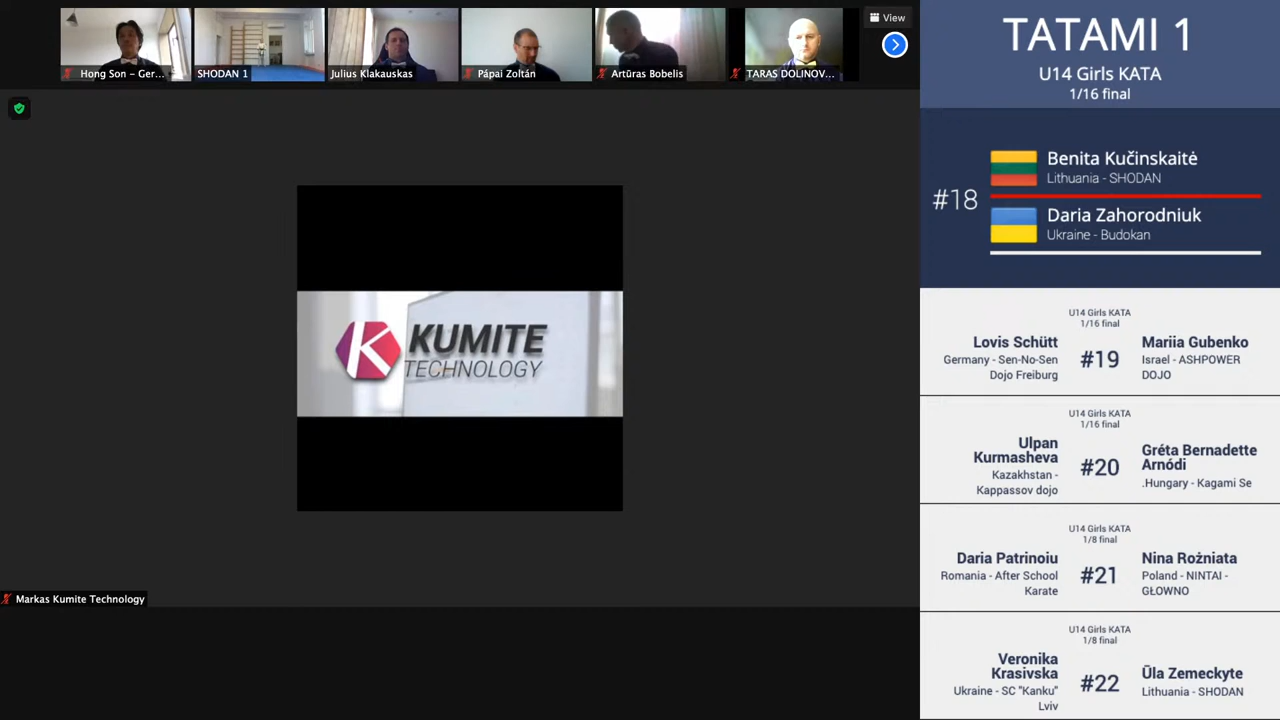 View
Hong Son – Ger...
SHODAN 1
Julius Klakauskas
Pápai Zoltán
Artūras Bobelis
TARAS DOLINOV...
KUMITE
TECHNOLOGY
Markas Kumite Technology
TATAMI 1
U14 Girls KATA
1/16 final
#18
Benita Kučinskaitė
Lithuania - SHODAN
Daria Zahorodniuk
Ukraine - Budokan
U14 Girls KATA
1/16 final
Lovis Schütt
Germany - Sen-No-Sen
Dojo Freiburg
#19
Mariia Gubenko
Israel - ASHPOWER
DOJO
U14 Girls KATA
1/16 final
Ulpan
Kurmasheva
Kazakhstan -
Kappassov dojo
#20
Gréta Bernadette
Arnódi
.Hungary - Kagami Se
U14 Girls KATA
1/8 final
Daria Patrinoiu
Romania - After School
Karate
#21
Nina Rożniata
Poland - NINTAI -
GŁOWNO
U14 Girls KATA
1/8 final
Veronika
Krasivska
Ukraine - SC "Kanku"
Lviv
#22
Ūla Zemeckyte
Lithuania - SHODAN